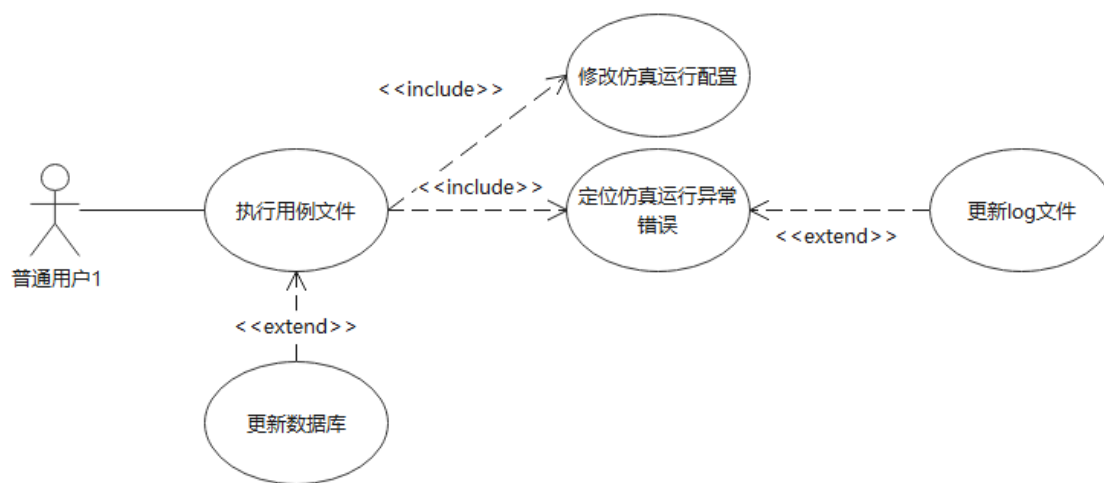 修改仿真运行配置
<<include>>
执行用例文件
<<include>>
定位仿真运行异常
错误
更新log文件
<<extend>>
普通用户1
<<extend>>
更新数据库